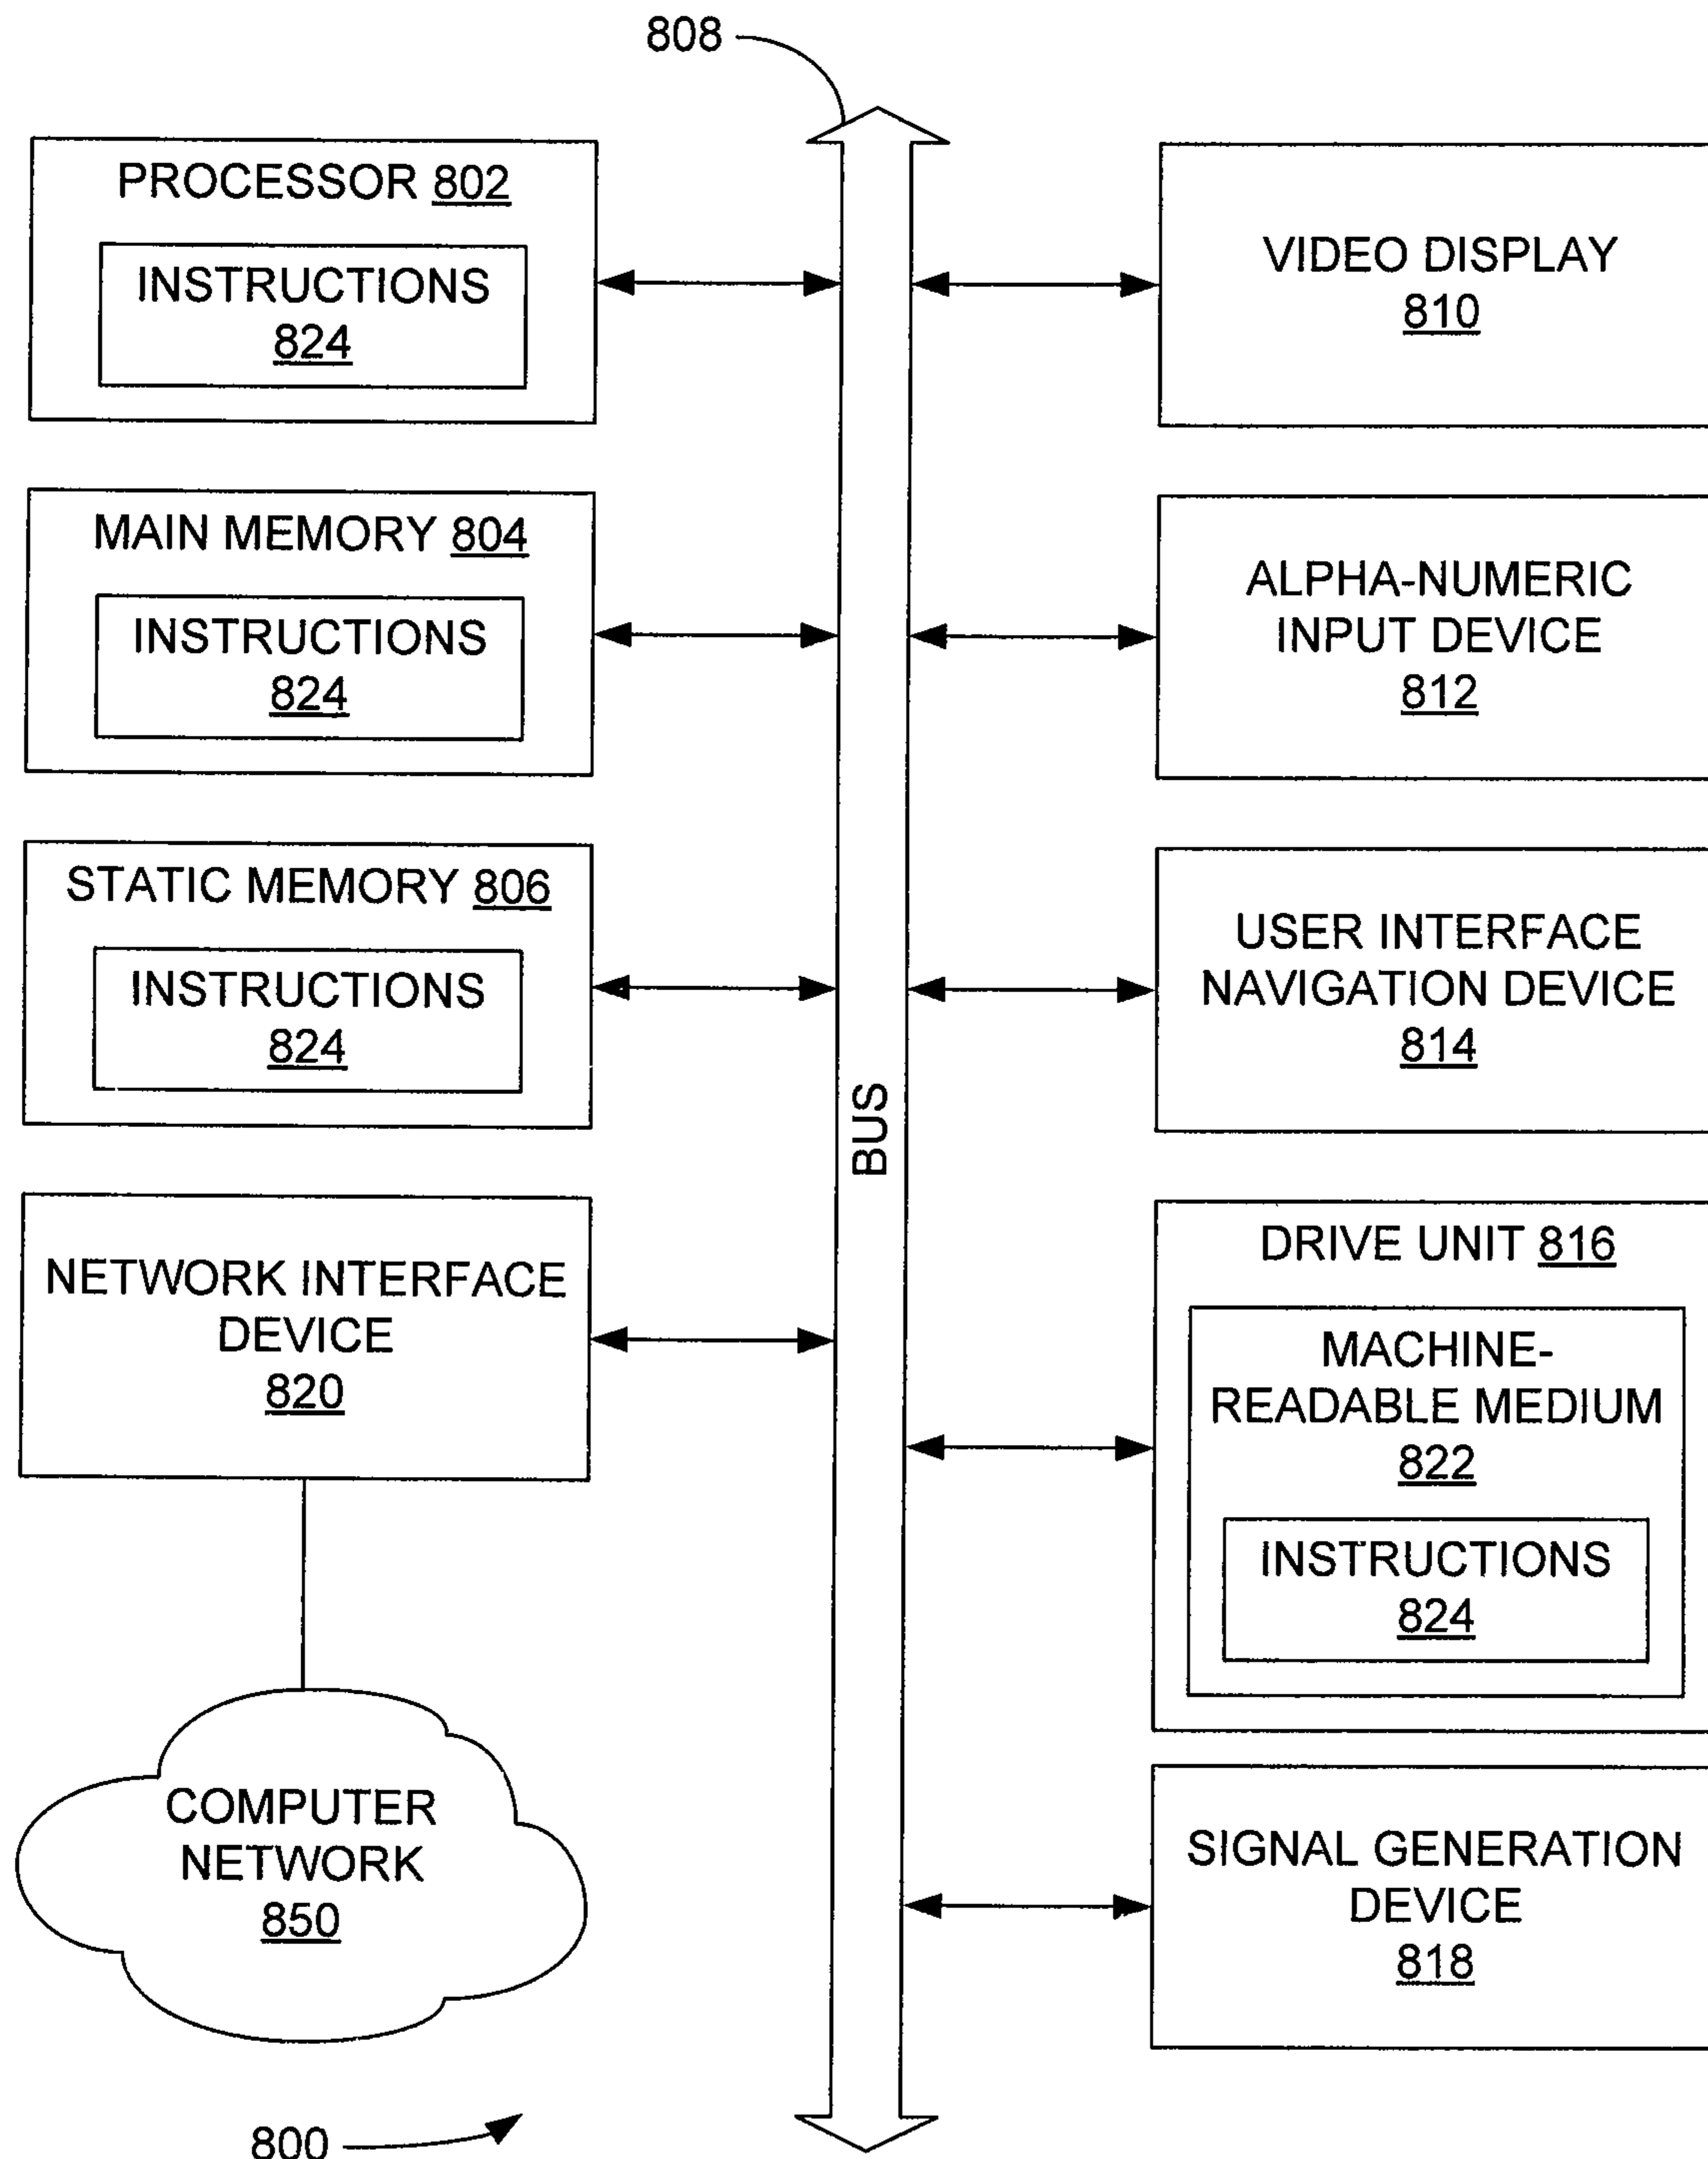 808
PROCESSOR 802
INSTRUCTIONS
824
MAIN MEMORY 804
INSTRUCTIONS
824
STATIC MEMORY 806
INSTRUCTIONS
824
NETWORK INTERFACE
DEVICE
820
COMPUTER
NETWORK
850
800
BUS
VIDEO DISPLAY
810
ALPHA-NUMERIC
INPUT DEVICE
812
USER INTERFACE
NAVIGATION DEVICE
814
DRIVE UNIT 816
MACHINE-
READABLE MEDIUM
822
INSTRUCTIONS
824
SIGNAL GENERATION
DEVICE
818